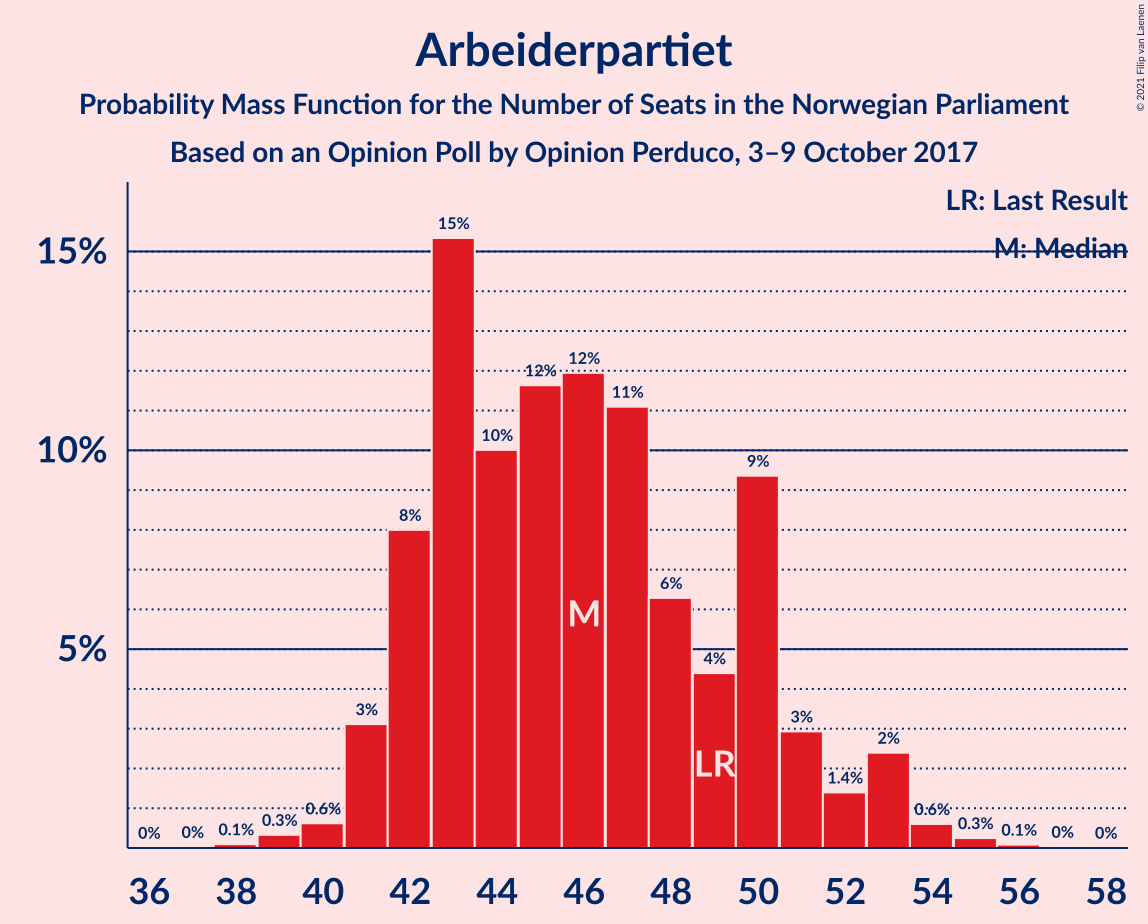 Arbeiderpartiet
Probability Mass Function for the Number of Seats in the Norwegian Parliament
Based on an Opinion Poll by Opinion Perduco, 3–9 October 2017
© 2021 Filip van Laenen
LR: Last Result
M: Median
15%
10%
5%
0%
0%
0.1%
0.3%
0.6%
3%
8%
15%
10%
12%
12%
11%
6%
4%
9%
3%
1.4%
2%
0.6%
0.3%
0.1%
0%
0%
M
LR
36 38 40 42 44 46 48 50 52 54 56 58